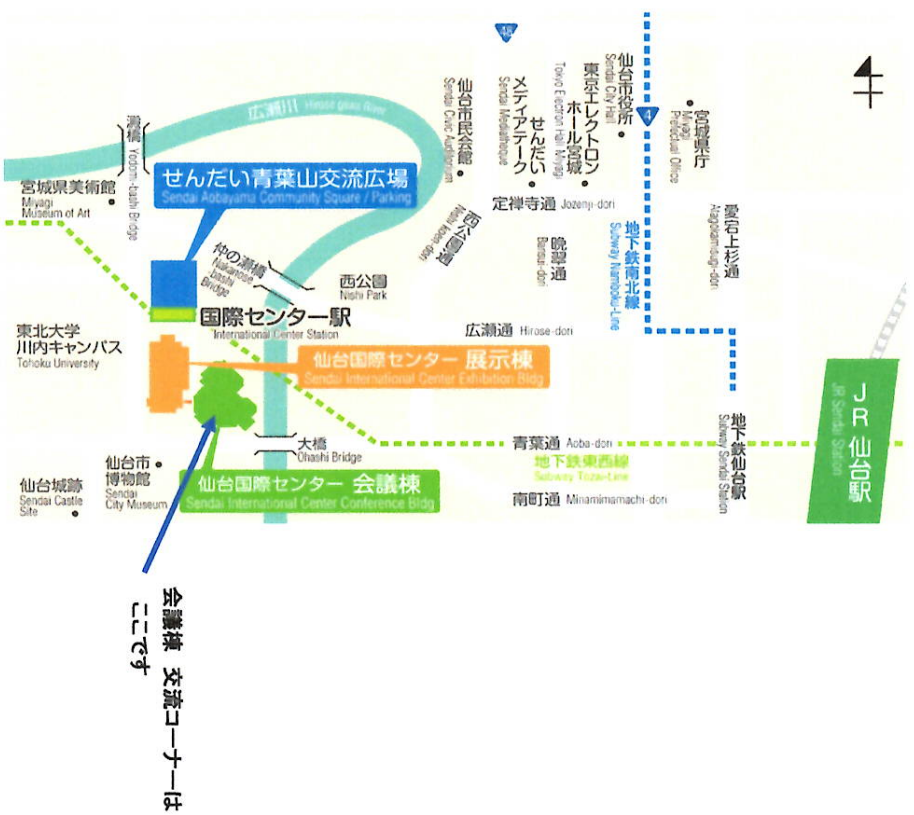 48
仙台市民会館
Sendai Civic Auditorium
せんだい
メディアテーク
Sendai Mediatheque
東京エレクトロン
ホール宮城
Tokyo Electron Hall Miyagi
仙台市役所
Sendai City Hall
4
宮城県庁
Miyagi
Prefectual Office
広瀬川 Hirose-gawa River
澱橋 Yodomi-bashi Bridge
宮城県美術館
Miyagi
Museum of Art
せんだい青葉山交流広場
Sendai Aobayama Community Square / Parking
西公園通
Nishi koen-dori
定禅寺通 Jozenji-dori
晩翠通
Bansui-dori
地下鉄南北線
Subway Namboku-Line
愛宕上杉通
Atagokamisugi-dori
仲の瀬橋
Nakanose-bashi
Bridge
西公園
Nishi Park
国際センター駅
International Center Station
広瀬通 Hirose-dori
東北大学
川内キャンパス
Tohoku University
仙台国際センター 展示棟
Sendai International Center Exhibition Bldg
大橋
Ohashi Bridge
青葉通 Aoba-dori
地下鉄東西線
Subway Tozai-Line
地下鉄仙台駅
Subway Sendai Station
JR 仙台駅
JR Sendai Station
仙台市
博物館
Sendai
City Museum
仙台城跡
Sendai Castle
Site
仙台国際センター 会議棟
Sendai International Center Conference Bldg
南町通 Minamimamachi-dori
会議棟 交流コーナーは
ここです